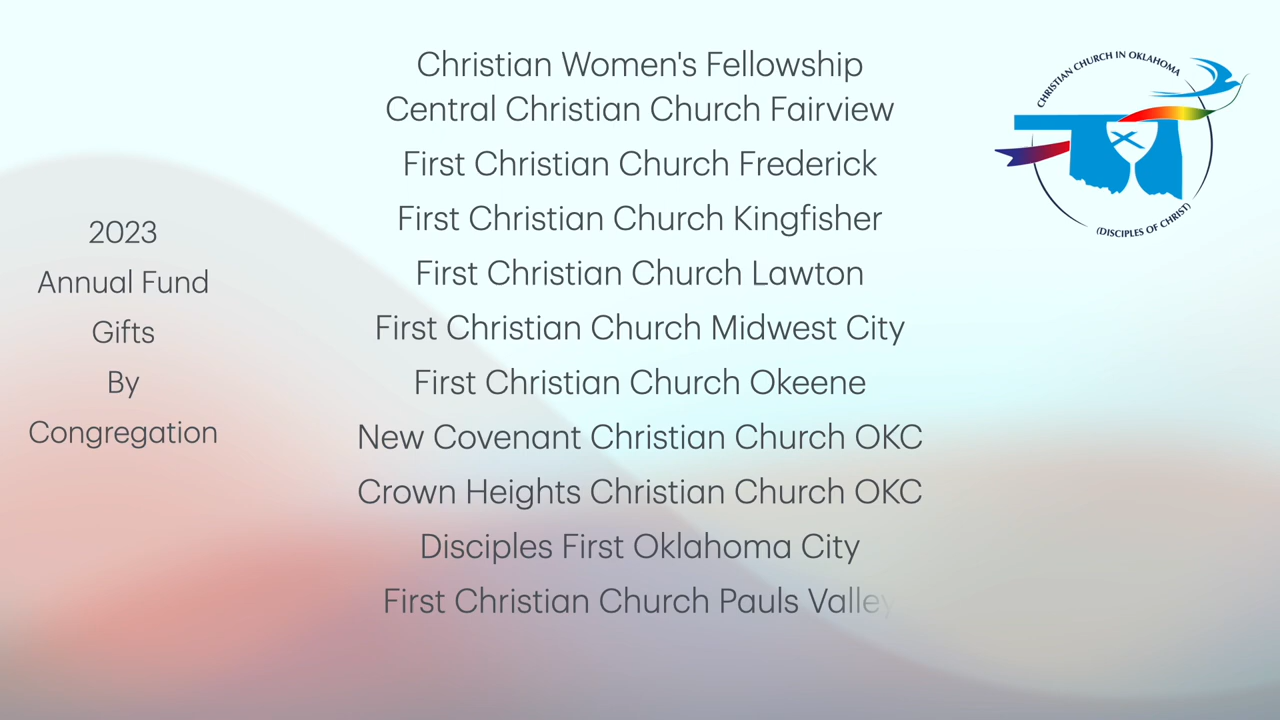 2023
Annual Fund
Gifts
By
Congregation
Christian Women's Fellowship
Central Christian Church Fairview
First Christian Church Frederick
First Christian Church Kingfisher
First Christian Church Lawton
First Christian Church Midwest City
First Christian Church Okeene
New Covenant Christian Church OKC
Crown Heights Christian Church OKC
Disciples First Oklahoma City
First Christian Church Pauls Valley
CHRISTIAN CHURCH IN OKLAHOMA
(DISCIPLES OF CHRIST)